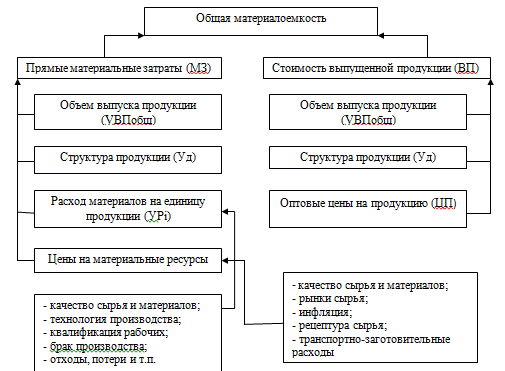 Общая материалоемкость
Прямые материальные затраты (МЗ)
Стоимость выпущенной продукции (ВП)
Объем выпуска продукции
(VВПобщ)
Объем выпуска продукции
(VВПобщ)
Структура продукции (Уд)
Структура продукции (Уд)
Расход материалов на единицу
продукции (УРi)
Оптовые цены на продукцию (ЦП)
Цены на материальные ресурсы
- качество сырья и материалов;
- технология производства;
- квалификация рабочих;
- брак производства;
- отходы, потери и т.п.
- качество сырья и материалов;
- рынки сырья;
- инфляция;
- рецептура сырья;
- транспортно-заготовительные
расходы